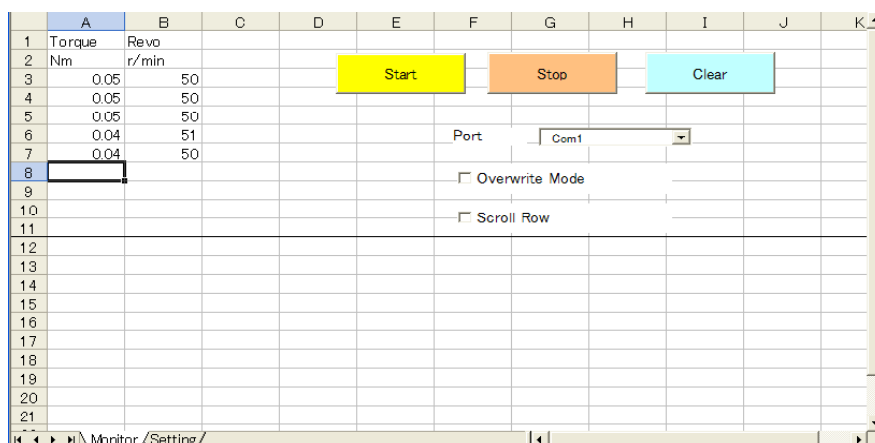 A B C D E F G H I J K
1 Torque Revo
2 Nm r/min
Start Stop Clear
3 0.05 50
4 0.05 50
5 0.05 50
6 0.04 51
Port Com1
7 0.04 50
8
Overwrite Mode
9
10
Scroll Row
11
12
13
14
15
16
17
18
19
20
21
Monitor Setting